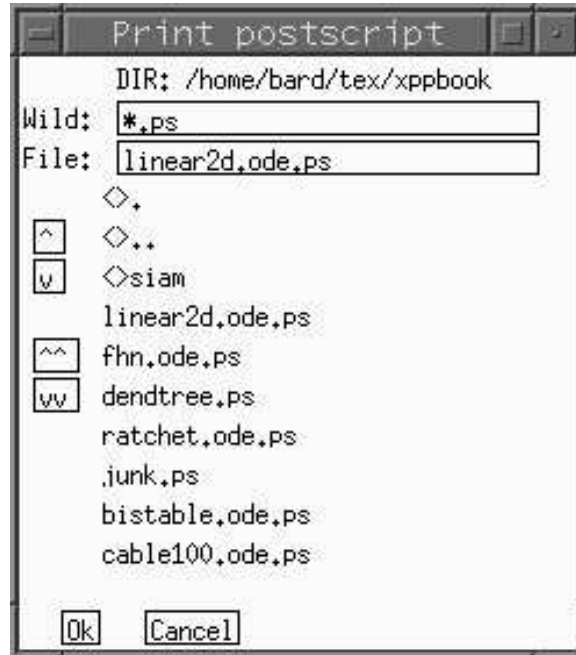 Print postscript
DIR: /home/bard/tex/xppbook
Wild: *.ps
File: linear2d.ode.ps
◇.
^ ◇..
v ◇siam
linear2d.ode.ps
^^ fhn.ode.ps
vv dendtree.ps
ratchet.ode.ps
junk.ps
bistable.ode.ps
cable100.ode.ps
Ok Cancel